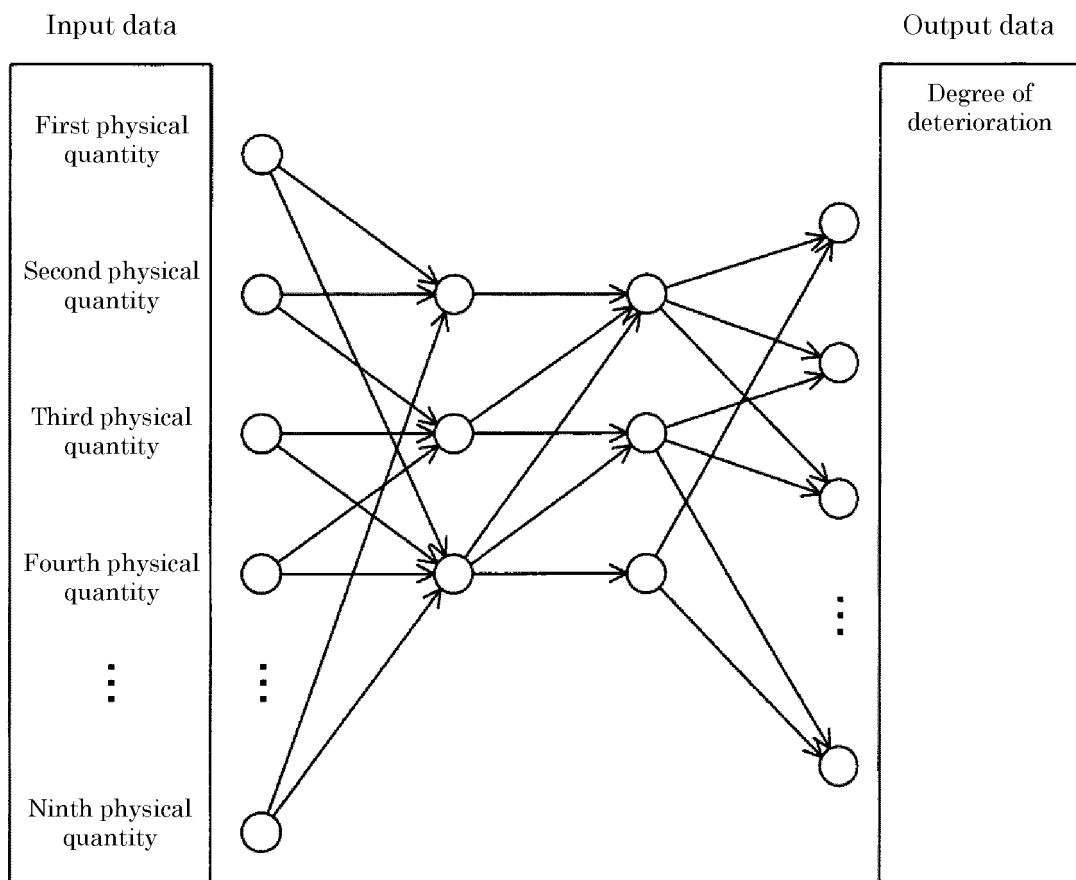 Input data
Output data
First physical
quantity
Second physical
quantity
Third physical
quantity
Fourth physical
quantity
Ninth physical
quantity
Degree of
deterioration